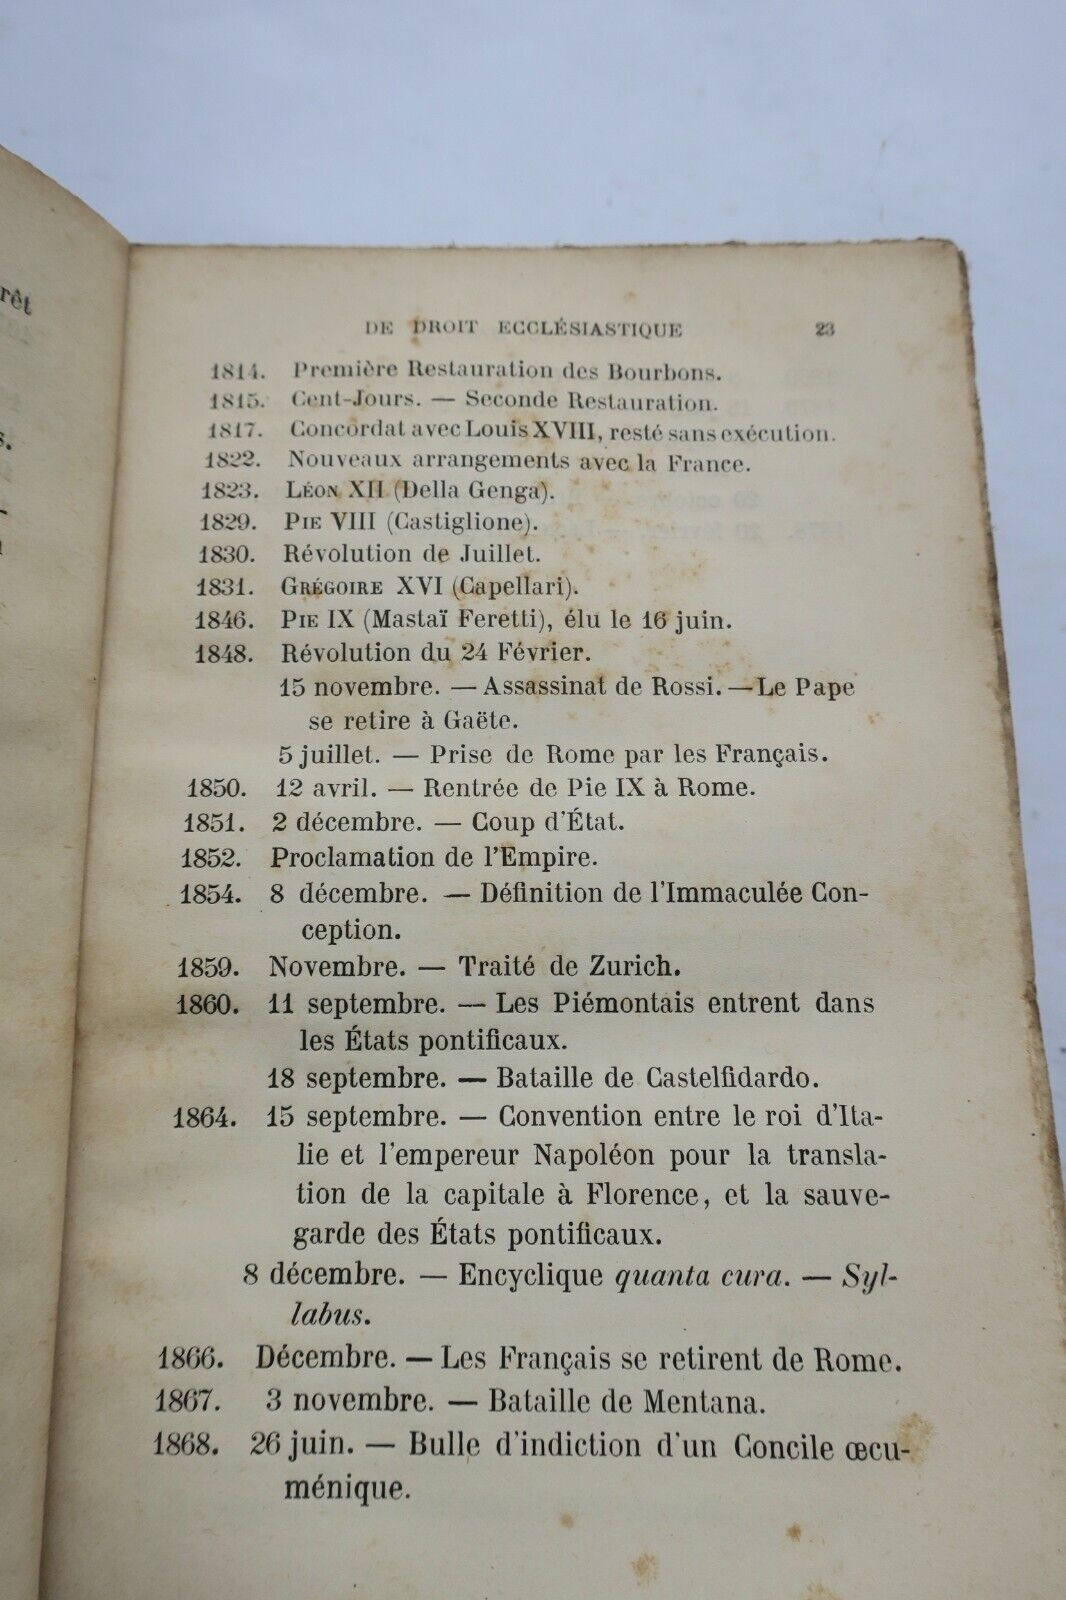 rêt
s.
DE DROIT ECCLÉSIASTIQUE 23
1814. Première Restauration des Bourbons.
1815. Cent-Jours. — Seconde Restauration.
1817. Concordat avec Louis XVIII, resté sans exécution.
1822. Nouveaux arrangements avec la France.
1823. LÉON XII (Della Genga).
1829. PIE VIII (Castiglione).
1830. Révolution de Juillet.
1831. GRÉGOIRE XVI (Capellari).
1846. PIE IX (Mastaï Feretti), élu le 16 juin.
1848. Révolution du 24 Février.
15 novembre. — Assassinat de Rossi. — Le Pape
se retire à Gaëte.
5 juillet. — Prise de Rome par les Français.
1850. 12 avril. — Rentrée de Pie IX à Rome.
1851. 2 décembre. — Coup d'État.
1852. Proclamation de l'Empire.
1854. 8 décembre. — Définition de l'Immaculée Con-
ception.
1859. Novembre. — Traité de Zurich.
1860. 11 septembre. — Les Piémontais entrent dans
les États pontificaux.
18 septembre. — Bataille de Castelfidardo.
1864. 15 septembre. — Convention entre le roi d'Ita-
lie et l'empereur Napoléon pour la transla-
tion de la capitale à Florence, et la sauve-
garde des États pontificaux.
8 décembre. — Encyclique quanta cura. — Syl-
labus.
1866. Décembre. — Les Français se retirent de Rome.
1867. 3 novembre. — Bataille de Mentana.
1868. 26 juin. — Bulle d'indiction d'un Concile œcu-
ménique.